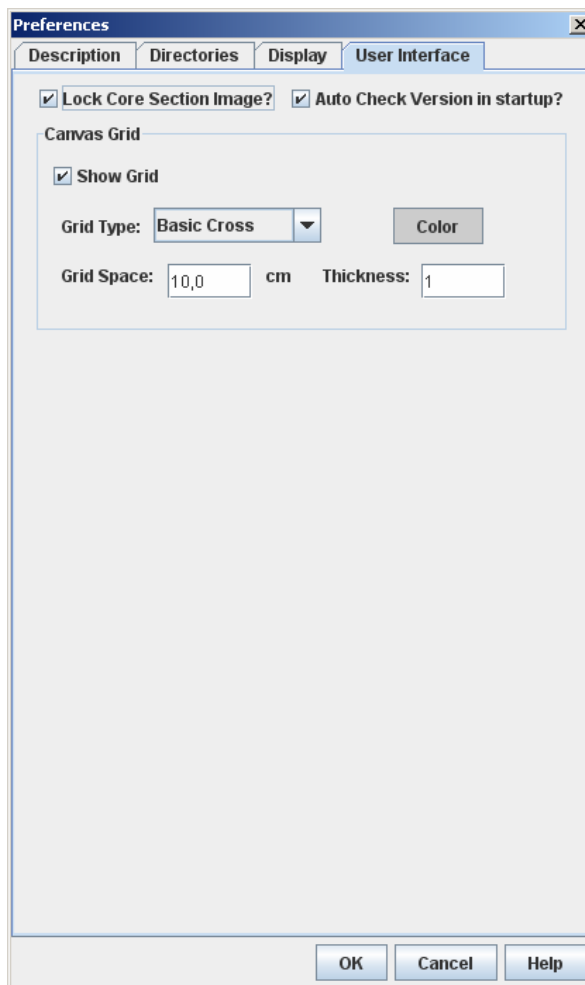 Preferences
Description Directories Display User Interface
Lock Core Section Image? Auto Check Version in startup?
Canvas Grid
Show Grid
Grid Type: Basic Cross Color
Grid Space: 10,0 cm Thickness: 1
OK Cancel Help